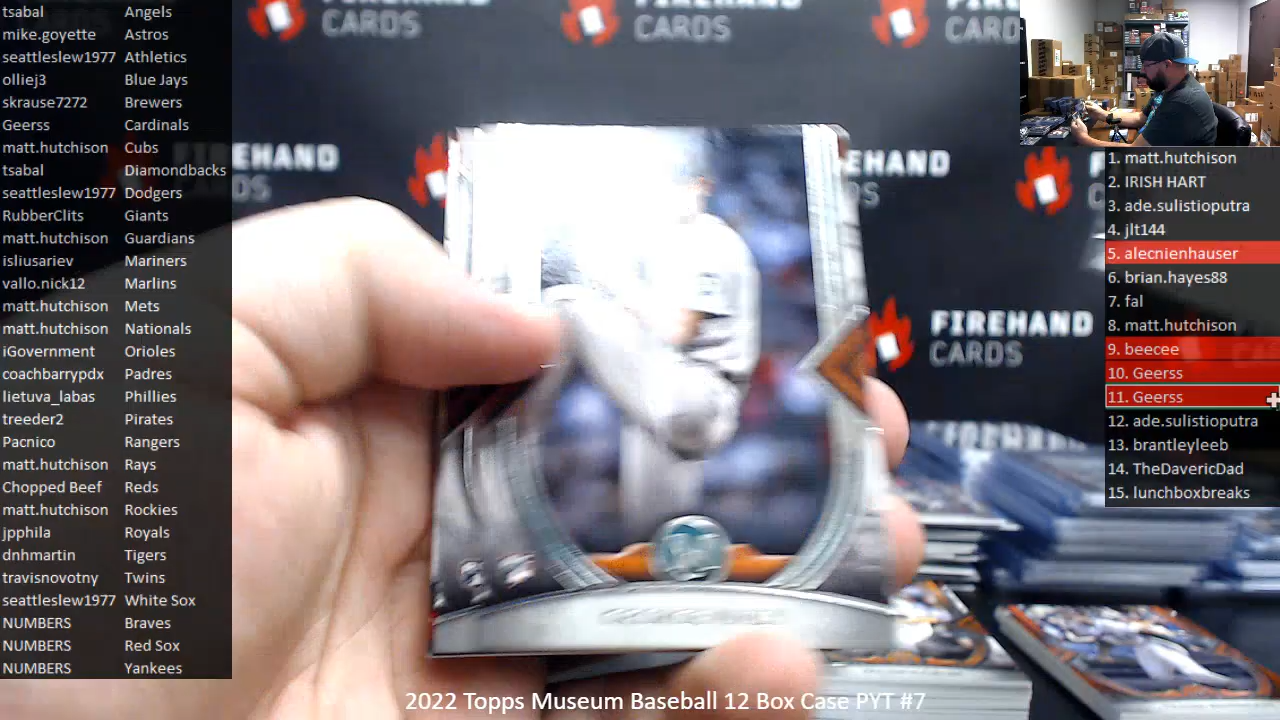 tsabal Angels
mike.goyette Astros
seattleslew1977 Athletics
olliej3 Blue Jays
skrause7272 Brewers
Geerss Cardinals
matt.hutchison Cubs
tsabal Diamondbacks
seattleslew1977 Dodgers
RubberClits Giants
matt.hutchison Guardians
isliusariev Mariners
vallo.nick12 Marlins
matt.hutchison Mets
matt.hutchison Nationals
iGovernment Orioles
coachbarrypdx Padres
lietuva_labas Phillies
treeder2 Pirates
Pacnico Rangers
matt.hutchison Rays
Chopped Beef Reds
matt.hutchison Rockies
jpphila Royals
dnhmartin Tigers
travisnovotny Twins
seattleslew1977 White Sox
NUMBERS Braves
NUMBERS Red Sox
NUMBERS Yankees
FIREHAND
CARDS
CARDS
CARDS
CARDS
FIREHAND
CARDS
1. matt.hutchison
2. IRISH HART
3. ade.sulistioputra
4. jlt144
5. alecnienhauser
6. brian.hayes88
7. fal
8. matt.hutchison
9. beecee
10. Geerss
11. Geerss
12. ade.sulistioputra
13. brantleyleeb
14. TheDavericDad
15. lunchboxbreaks
2022 Topps Museum Baseball 12 Box Case PYT #7